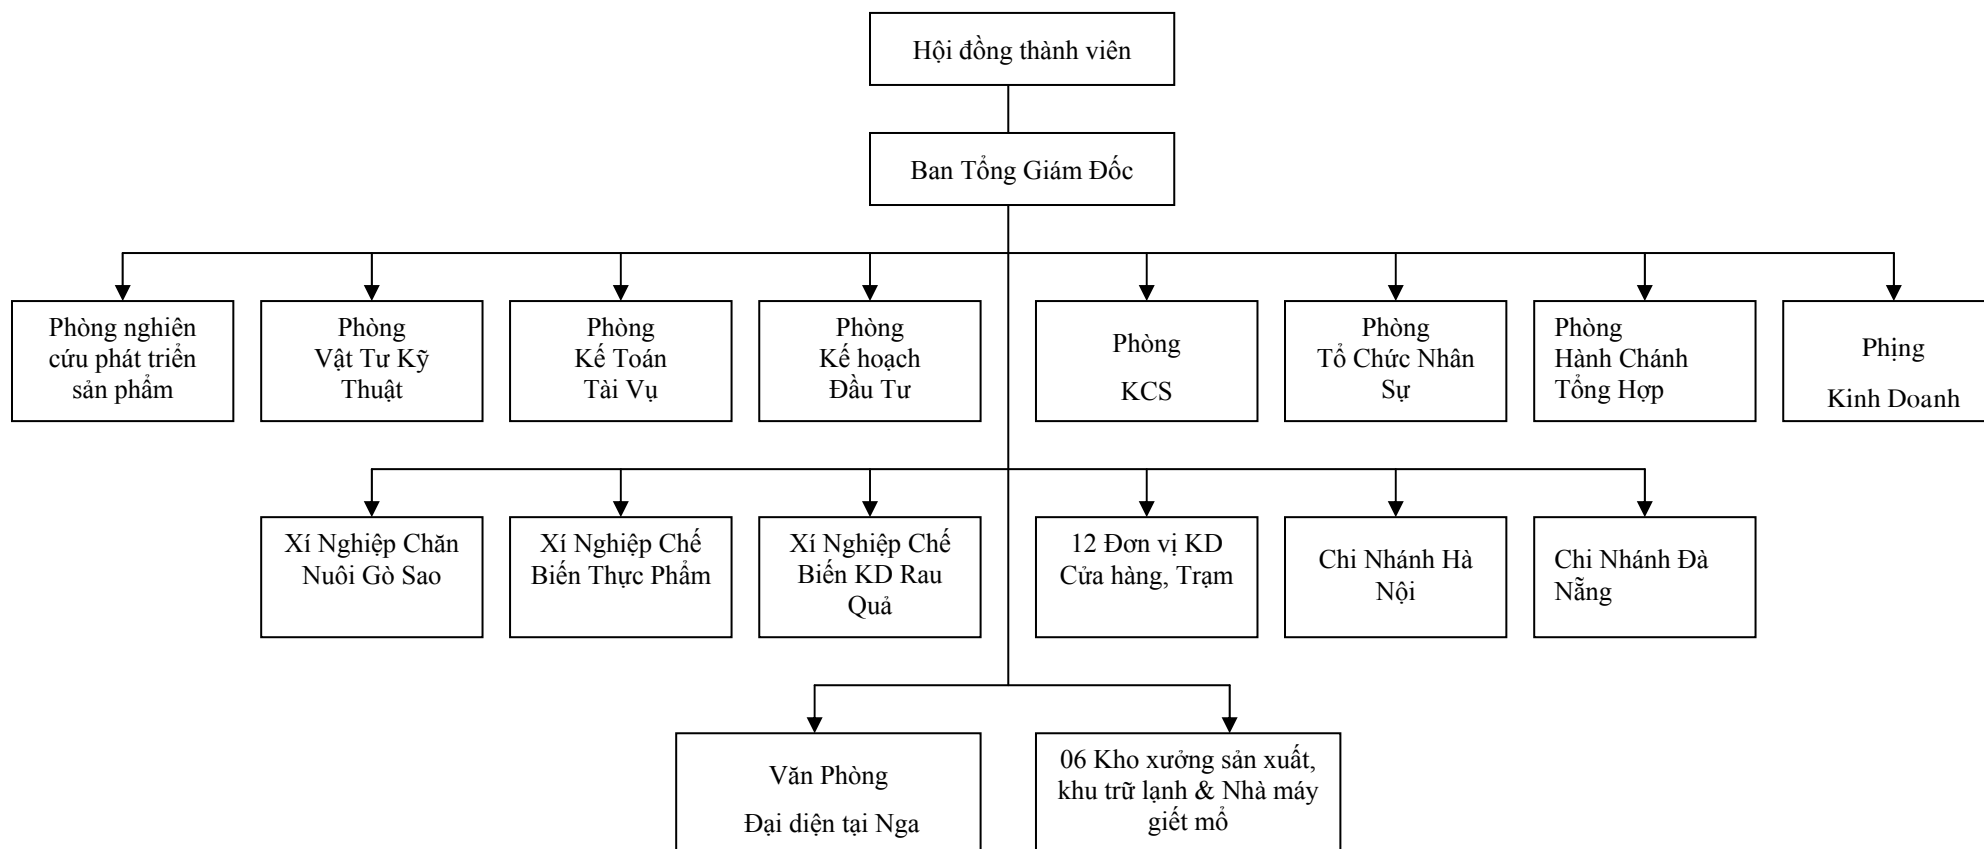 Hội đồng thành viên
Ban Tổng Giám Đốc
Phòng nghiên
cứu phát triển
sản phẩm
Phòng
Vật Tư Kỹ
Thuật
Phòng
Kế Toán
Tài Vụ
Phòng
Kế hoạch
Đầu Tư
Phòng
KCS
Phòng
Tổ Chức Nhân
Sự
Phòng
Hành Chánh
Tổng Hợp
Phịng
Kinh Doanh
Xí Nghiệp Chăn
Nuôi Gò Sao
Xí Nghiệp Chế
Biến Thực Phẩm
Xí Nghiệp Chế
Biến KD Rau
Quả
12 Đơn vị KD
Cửa hàng, Trạm
Chi Nhánh Hà
Nội
Chi Nhánh Đà
Nẵng
Văn Phòng
Đại diện tại Nga
06 Kho xưởng sản xuất,
khu trữ lạnh & Nhà máy
giết mổ